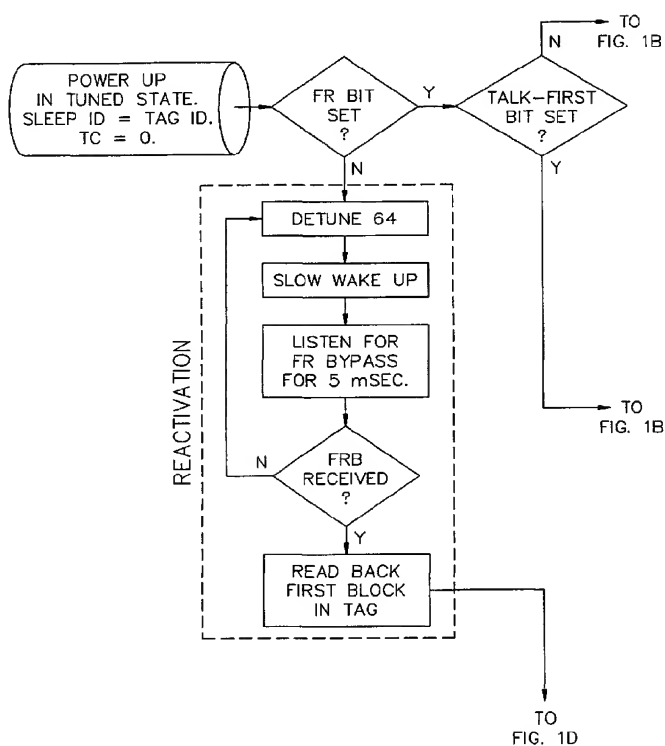 POWER UP
IN TUNED STATE.
SLEEP ID = TAG ID.
TC = 0.
FR BIT
SET
?
Y
N
TALK-FIRST
BIT SET
?
N
TO
FIG. 1B
Y
TO
FIG. 1B
REACTIVATION
DETUNE 64
SLOW WAKE UP
LISTEN FOR
FR BYPASS
FOR 5 mSEC.
FRB
RECEIVED
?
N
Y
READ BACK
FIRST BLOCK
IN TAG
TO
FIG. 1D